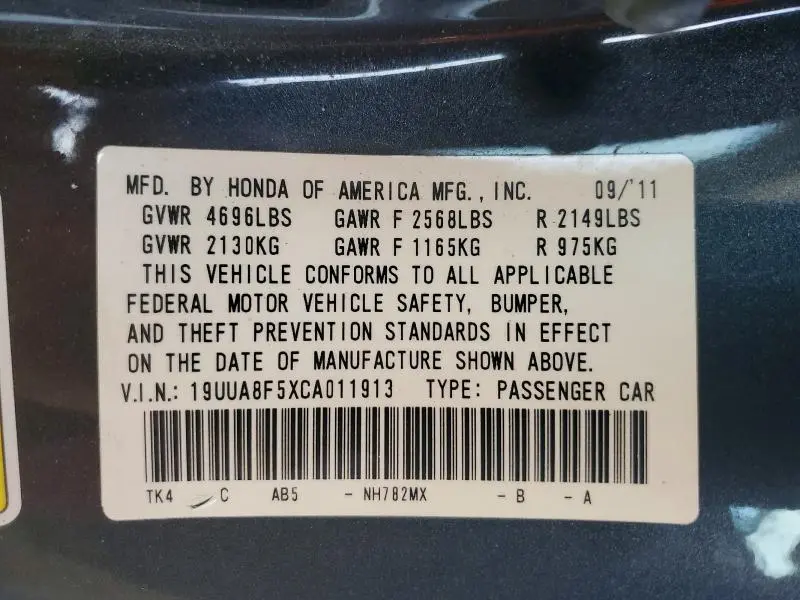 MFD. BY HONDA OF AMERICA MFG., INC. 09/'11
GVWR 4696LBS GAWR F 2568LBS R 2149LBS
GVWR 2130KG GAWR F 1165KG R 975KG
THIS VEHICLE CONFORMS TO ALL APPLICABLE
FEDERAL MOTOR VEHICLE SAFETY, BUMPER,
AND THEFT PREVENTION STANDARDS IN EFFECT
ON THE DATE OF MANUFACTURE SHOWN ABOVE.
V.I.N.: 19UUA8F5XCA011913 TYPE: PASSENGER CAR
TK4 C AB5 - NH782MX - B - A